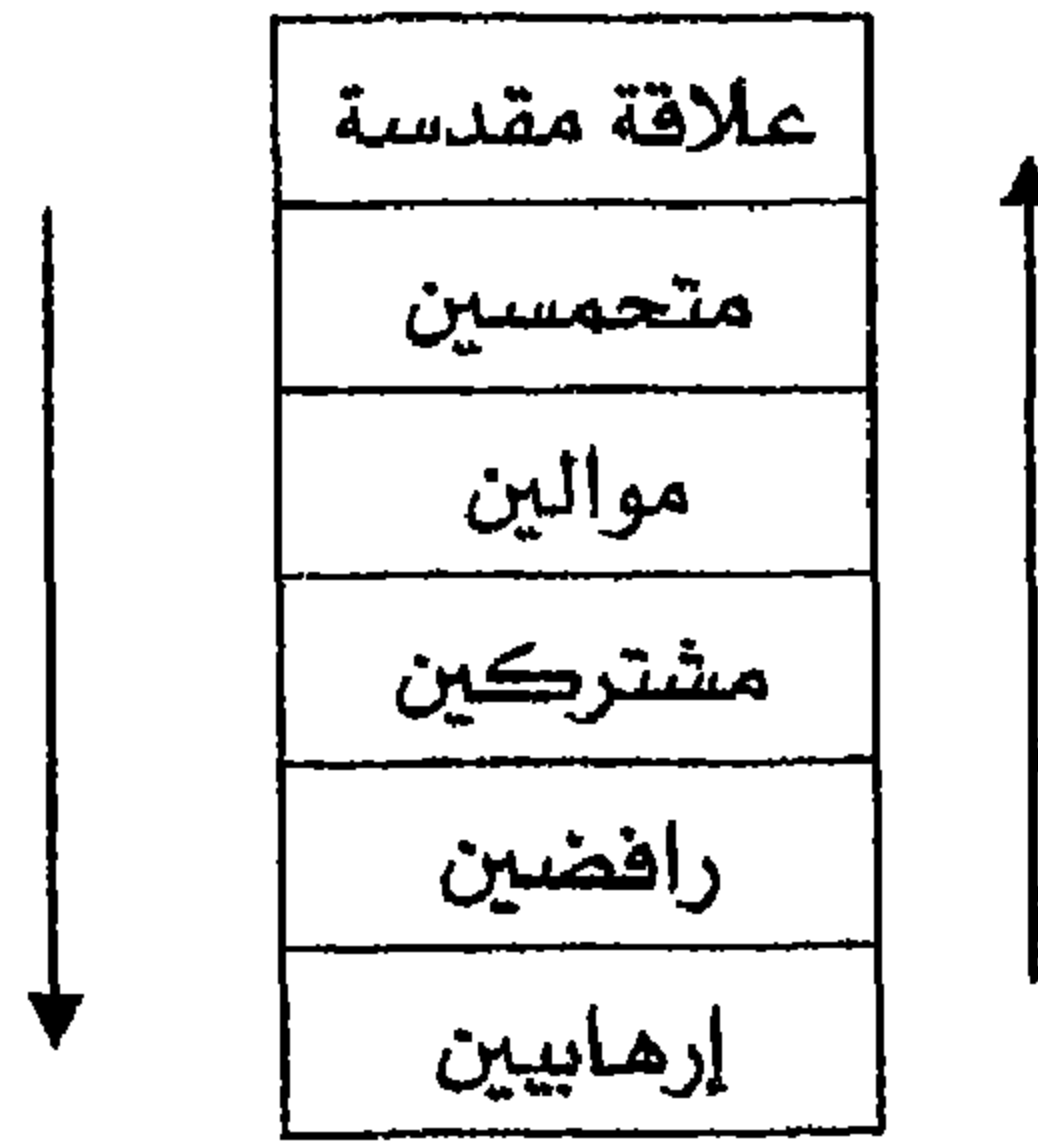 علاقة مقدسة
متحمسين
موالين
مشتركين
رافضين
إرهابيين